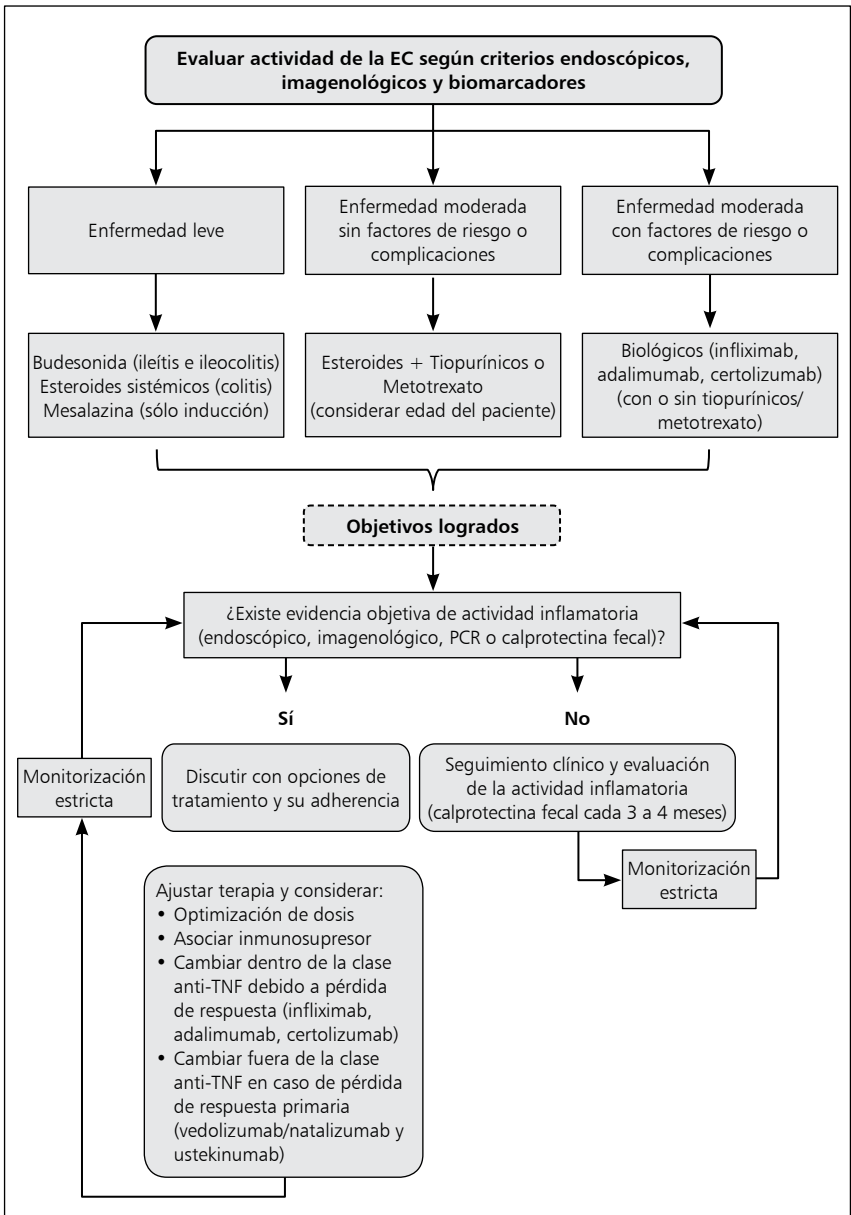 Evaluar actividad de la EC según criterios endoscópicos,
imagenológicos y biomarcadores
Enfermedad leve
Enfermedad moderada
sin factores de riesgo o
complicaciones
Enfermedad moderada
con factores de riesgo o
complicaciones
Budesonida (ileítis e ileocolitis)
Esteroides sistémicos (colitis)
Mesalazina (sólo inducción)
Esteroides + Tiopurínicos o
Metotrexato
(considerar edad del paciente)
Biológicos (infliximab,
adalimumab, certolizumab)
(con o sin tiopurínicos/
metotrexato)
Objetivos logrados
¿Existe evidencia objetiva de actividad inflamatoria
(endoscópico, imagenológico, PCR o calprotectina fecal)?
Sí
No
Monitorización
estricta
Discutir con opciones de
tratamiento y su adherencia
Seguimiento clínico y evaluación
de la actividad inflamatoria
(calprotectina fecal cada 3 a 4 meses)
Monitorización
estricta
Ajustar terapia y considerar:
• Optimización de dosis
• Asociar inmunosupresor
• Cambiar dentro de la clase
anti-TNF debido a pérdida
de respuesta (infliximab,
adalimumab, certolizumab)
• Cambiar fuera de la clase
anti-TNF en caso de pérdida
de respuesta primaria
(vedolizumab/natalizumab y
ustekinumab)